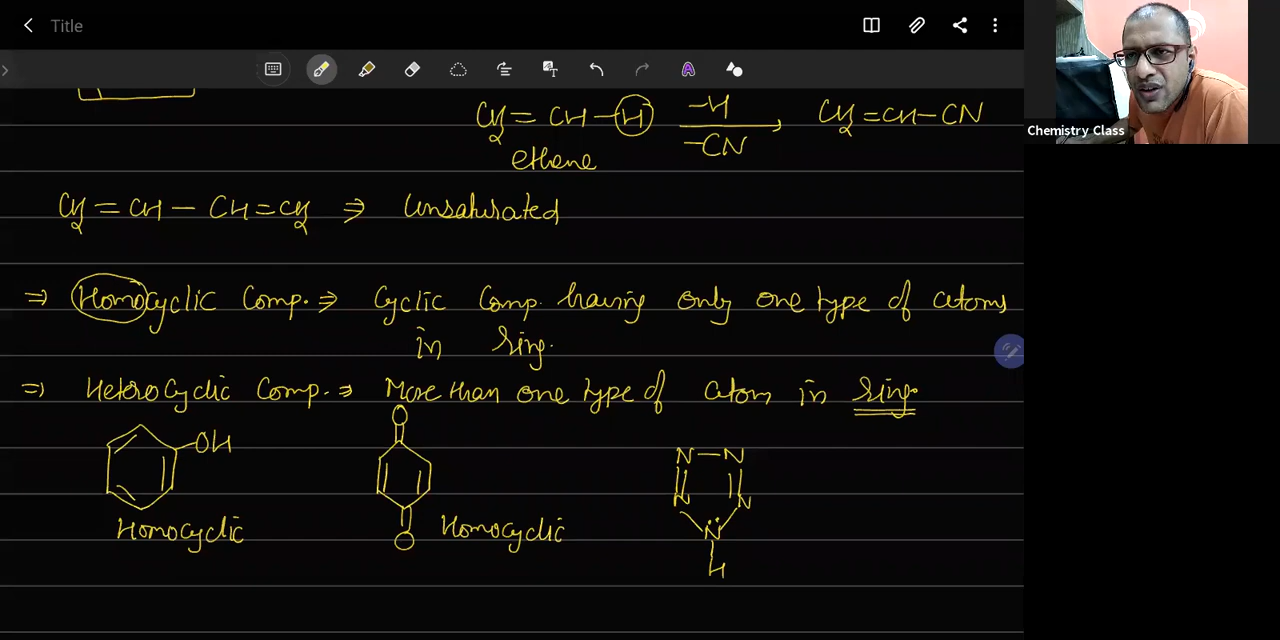 Title
CH2 = CH - H -H CH2 = CH - CN
-CN
ethene
Chemistry Class
CH2 = CH - CH = CH2 ⇒ Unsaturated
⇒ Homocyclic Comp. ⇒ Cyclic Comp. having only one type of atoms
in ring.
⇒ Heterocyclic Comp. ⇒ More than one type of atom in ring.
O
OH
N - N
N N
N
Homocyclic
O Homocyclic
H